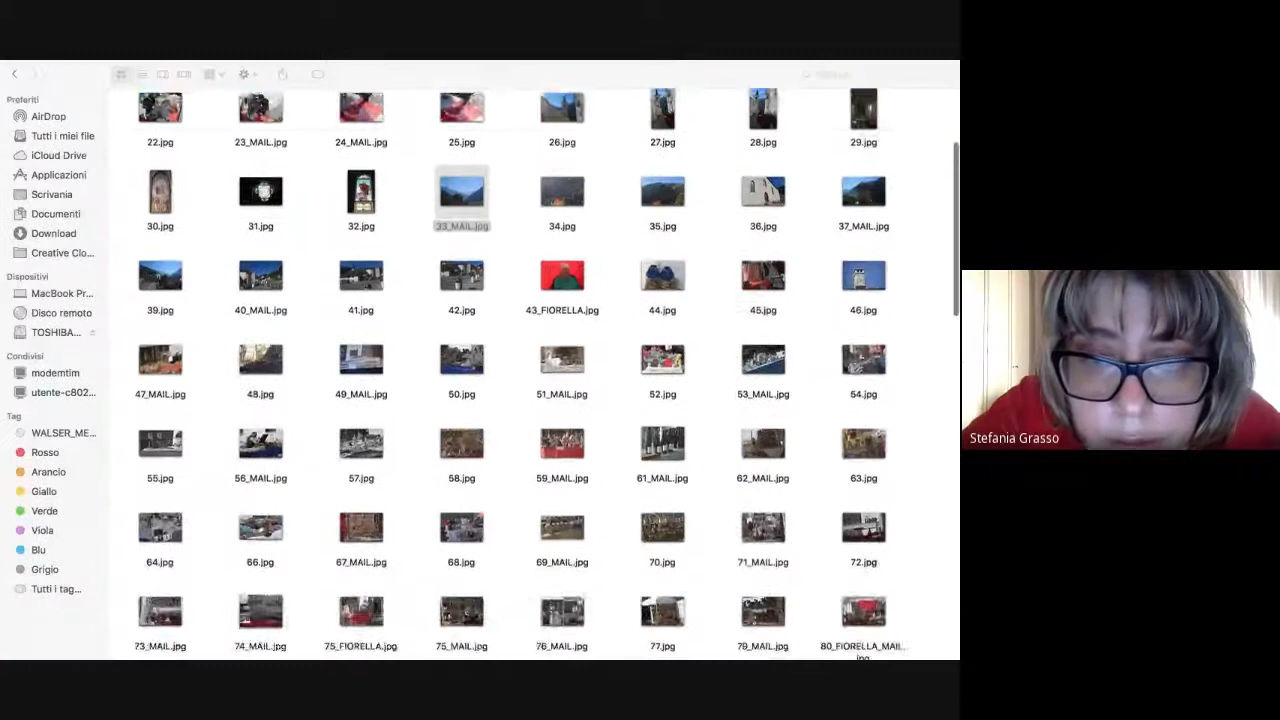 Preferiti
AirDrop
Tutti i miei file
iCloud Drive
Applicazioni
Scrivania
Documenti
Download
Creative Clo...
Dispositivi
MacBook Pr...
Disco remoto
TOSHIBA...
Condivisi
modemtim
utente-c802...
Tag
WALSER_ME...
Rosso
Arancio
Giallo
Verde
Viola
Blu
Grigio
Tutti i tag...
22.jpg 23_MAIL.jpg 24_MAIL.jpg 25.jpg 26.jpg 27.jpg 28.jpg 29.jpg
30.jpg 31.jpg 32.jpg 33_MAIL.jpg 34.jpg 35.jpg 36.jpg 37_MAIL.jpg
39.jpg 40_MAIL.jpg 41.jpg 42.jpg 43_FIORELLA.jpg 44.jpg 45.jpg 46.jpg
47_MAIL.jpg 48.jpg 49_MAIL.jpg 50.jpg 51_MAIL.jpg 52.jpg 53_MAIL.jpg 54.jpg
55.jpg 56_MAIL.jpg 57.jpg 58.jpg 59_MAIL.jpg 61_MAIL.jpg 62_MAIL.jpg 63.jpg
64.jpg 66.jpg 67_MAIL.jpg 68.jpg 69_MAIL.jpg 70.jpg 71_MAIL.jpg 72.jpg
73_MAIL.jpg 74_MAIL.jpg 75_FIORELLA.jpg 75_MAIL.jpg 76_MAIL.jpg 77.jpg 79_MAIL.jpg 80_FIORELLA_MAIL...
jpg
Stefania Grasso